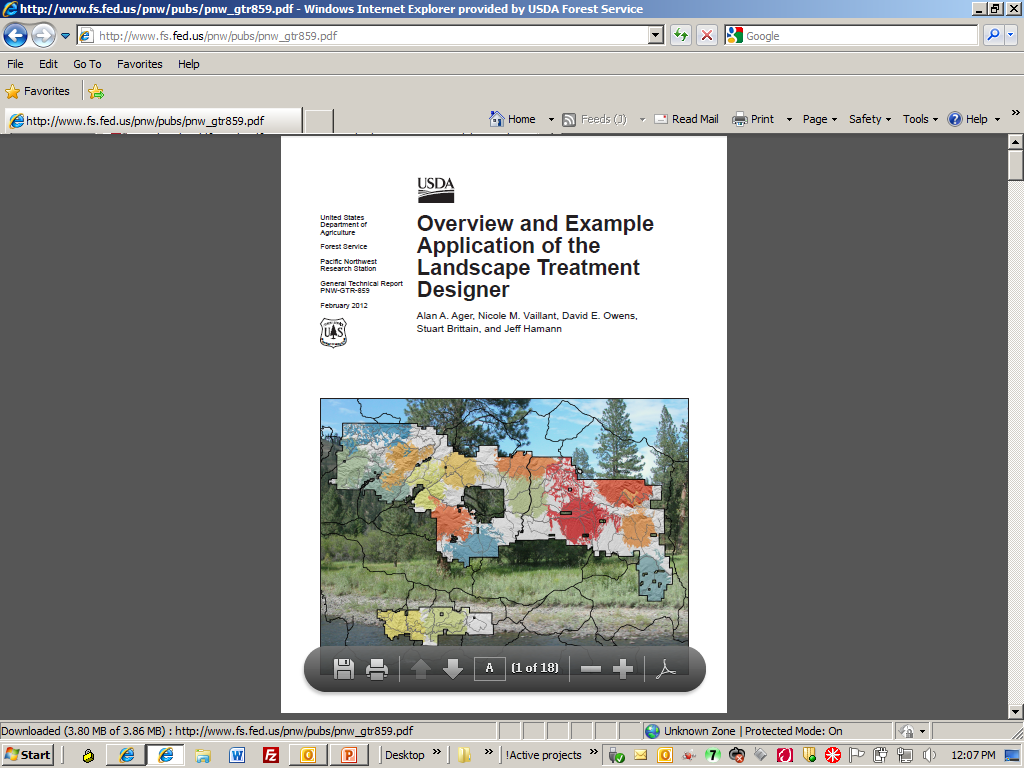 http://www.fs.fed.us/pnw/pubs/pnw_gtr859.pdf - Windows Internet Explorer provided by USDA Forest Service
http://www.fs.fed.us/pnw/pubs/pnw_gtr859.pdf
Google
File Edit Go To Favorites Help
Favorites
http://www.fs.fed.us/pnw/pubs/pnw_gtr859.pdf
Home Feeds (J) Read Mail Print Page Safety Tools Help
USDA
United States
Department of
Agriculture
Forest Service
Pacific Northwest
Research Station
General Technical Report
PNW-GTR-859
February 2012
Overview and Example
Application of the
Landscape Treatment
Designer
Alan A. Ager, Nicole M. Vaillant, David E. Owens,
Stuart Brittain, and Jeff Hamann
U S
A (1 of 18)
Downloaded (3.80 MB of 3.86 MB) : http://www.fs.fed.us/pnw/pubs/pnw_gtr859.pdf
Unknown Zone | Protected Mode: On
Start Desktop !Active projects 12:07 PM